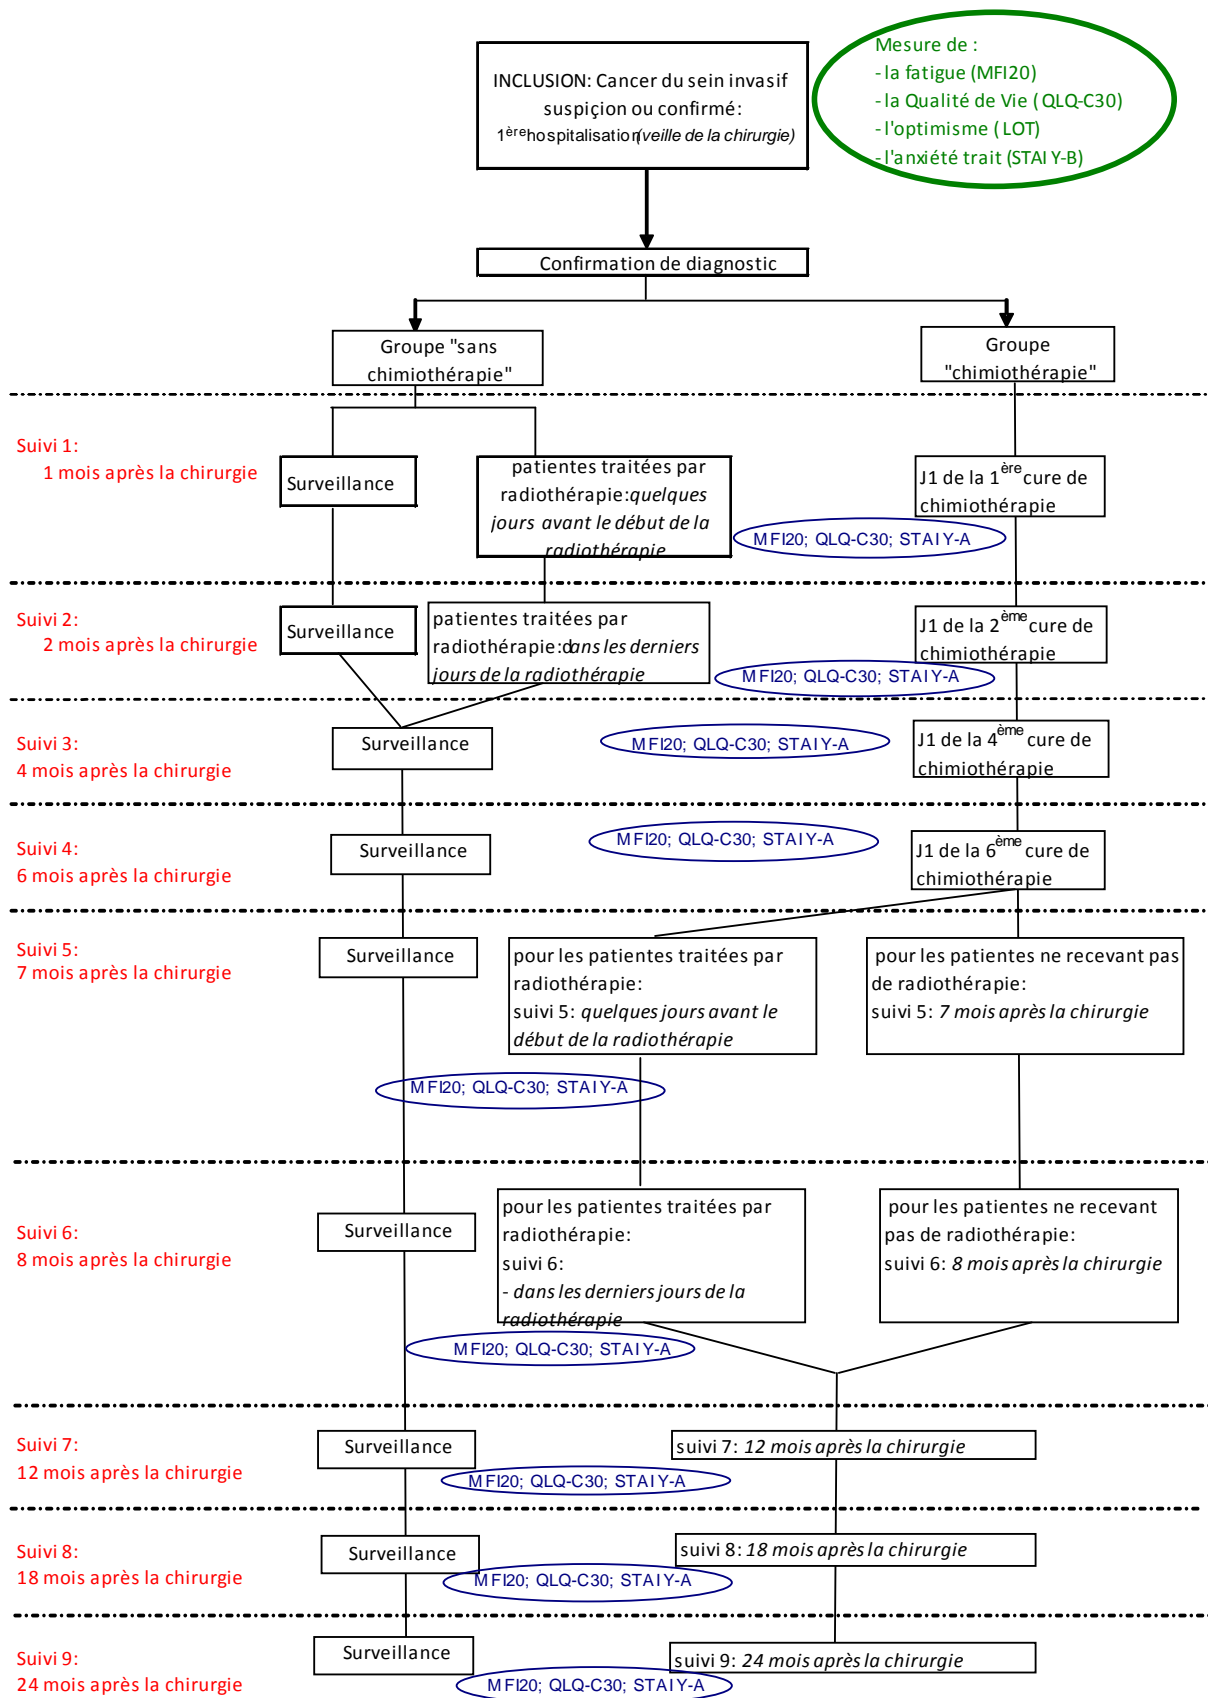 INCLUSION: Cancer du sein invasif
suspiçion ou confirmé:
1ère hospitalisation (veille de la chirurgie)
Mesure de :
- la fatigue (MFI20)
- la Qualité de Vie ( QLQ-C30)
- l'optimisme ( LOT)
- l'anxiété trait (STAI Y-B)
Confirmation de diagnostic
Groupe "sans
chimiothérapie"
Groupe
"chimiothérapie"
Suivi 1:
1 mois après la chirurgie
Surveillance
patientes traitées par
radiothérapie:quelques
jours avant le début de la
radiothérapie
J1 de la 1ère cure de
chimiothérapie
MFI20; QLQ-C30; STAI Y-A
Suivi 2:
2 mois après la chirurgie
Surveillance
patientes traitées par
radiothérapie:dans les derniers
jours de la radiothérapie
J1 de la 2ème cure de
chimiothérapie
MFI20; QLQ-C30; STAI Y-A
Suivi 3:
4 mois après la chirurgie
Surveillance
MFI20; QLQ-C30; STAI Y-A
J1 de la 4ème cure de
chimiothérapie
Suivi 4:
6 mois après la chirurgie
Surveillance
MFI20; QLQ-C30; STAI Y-A
J1 de la 6ème cure de
chimiothérapie
Suivi 5:
7 mois après la chirurgie
Surveillance
pour les patientes traitées par
radiothérapie:
suivi 5: quelques jours avant le
début de la radiothérapie
pour les patientes ne recevant pas
de radiothérapie:
suivi 5: 7 mois après la chirurgie
MFI20; QLQ-C30; STAI Y-A
Suivi 6:
8 mois après la chirurgie
Surveillance
pour les patientes traitées par
radiothérapie:
suivi 6:
- dans les derniers jours de la
radiothérapie
pour les patientes ne recevant
pas de radiothérapie:
suivi 6: 8 mois après la chirurgie
MFI20; QLQ-C30; STAI Y-A
Suivi 7:
12 mois après la chirurgie
Surveillance
suivi 7: 12 mois après la chirurgie
MFI20; QLQ-C30; STAI Y-A
Suivi 8:
18 mois après la chirurgie
Surveillance
suivi 8: 18 mois après la chirurgie
MFI20; QLQ-C30; STAI Y-A
Suivi 9:
24 mois après la chirurgie
Surveillance
suivi 9: 24 mois après la chirurgie
MFI20; QLQ-C30; STAI Y-A